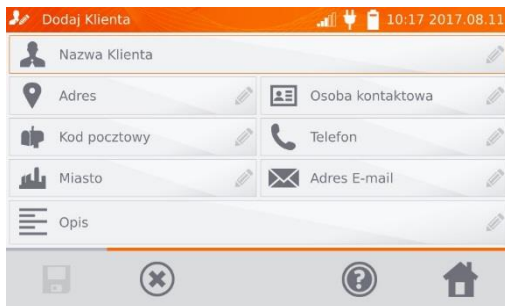 Dodaj Klienta 10:17 2017.08.11
Nazwa Klienta
Adres
Osoba kontaktowa
Kod pocztowy
Telefon
Miasto
Adres E-mail
Opis
?